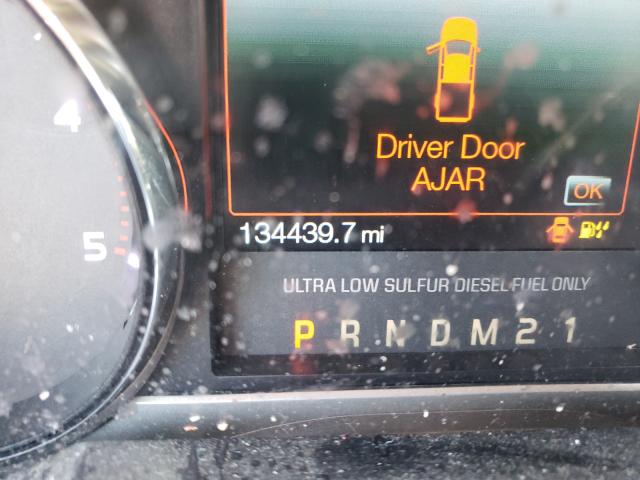 4
5
Driver Door
AJAR
OK
134439.7 mi
ULTRA LOW SULFUR DIESEL FUEL ONLY
P R N D M 2 1